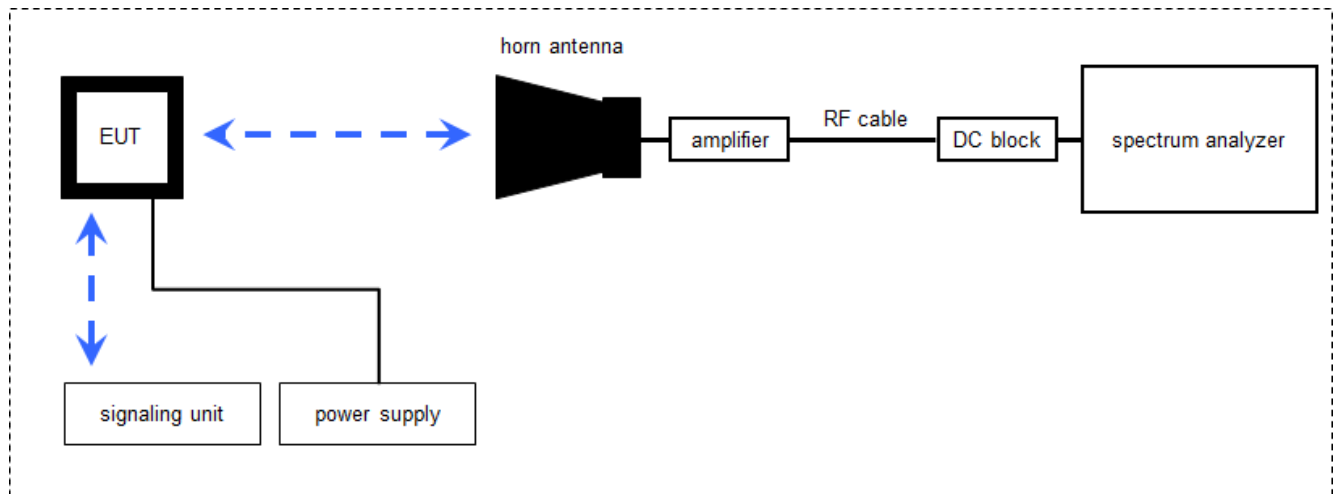 horn antenna
EUT
amplifier
RF cable
DC block
spectrum analyzer
signaling unit
power supply